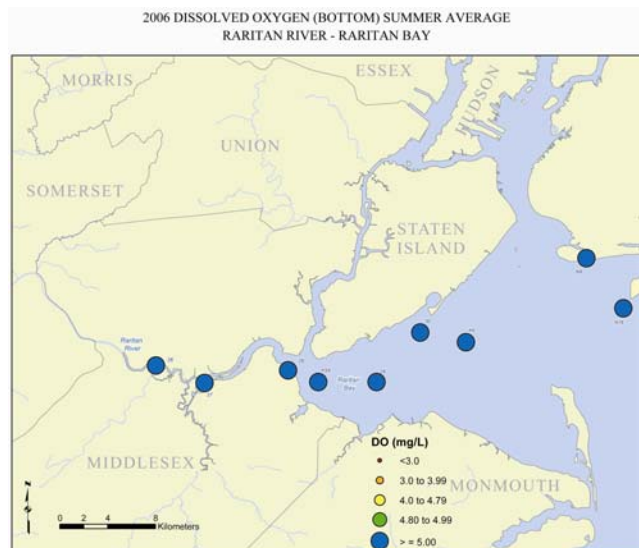 2006 DISSOLVED OXYGEN (BOTTOM) SUMMER AVERAGE
RARITAN RIVER - RARITAN BAY
MORRIS
ESSEX
HUDSON
UNION
SOMERSET
STATEN
ISLAND
Raritan
River
Raritan
Bay
MIDDLESEX
MONMOUTH
DO (mg/L)
<3.0
3.0 to 3.99
4.0 to 4.79
4.80 to 4.99
> = 5.00
0 2 4 8
Kilometers